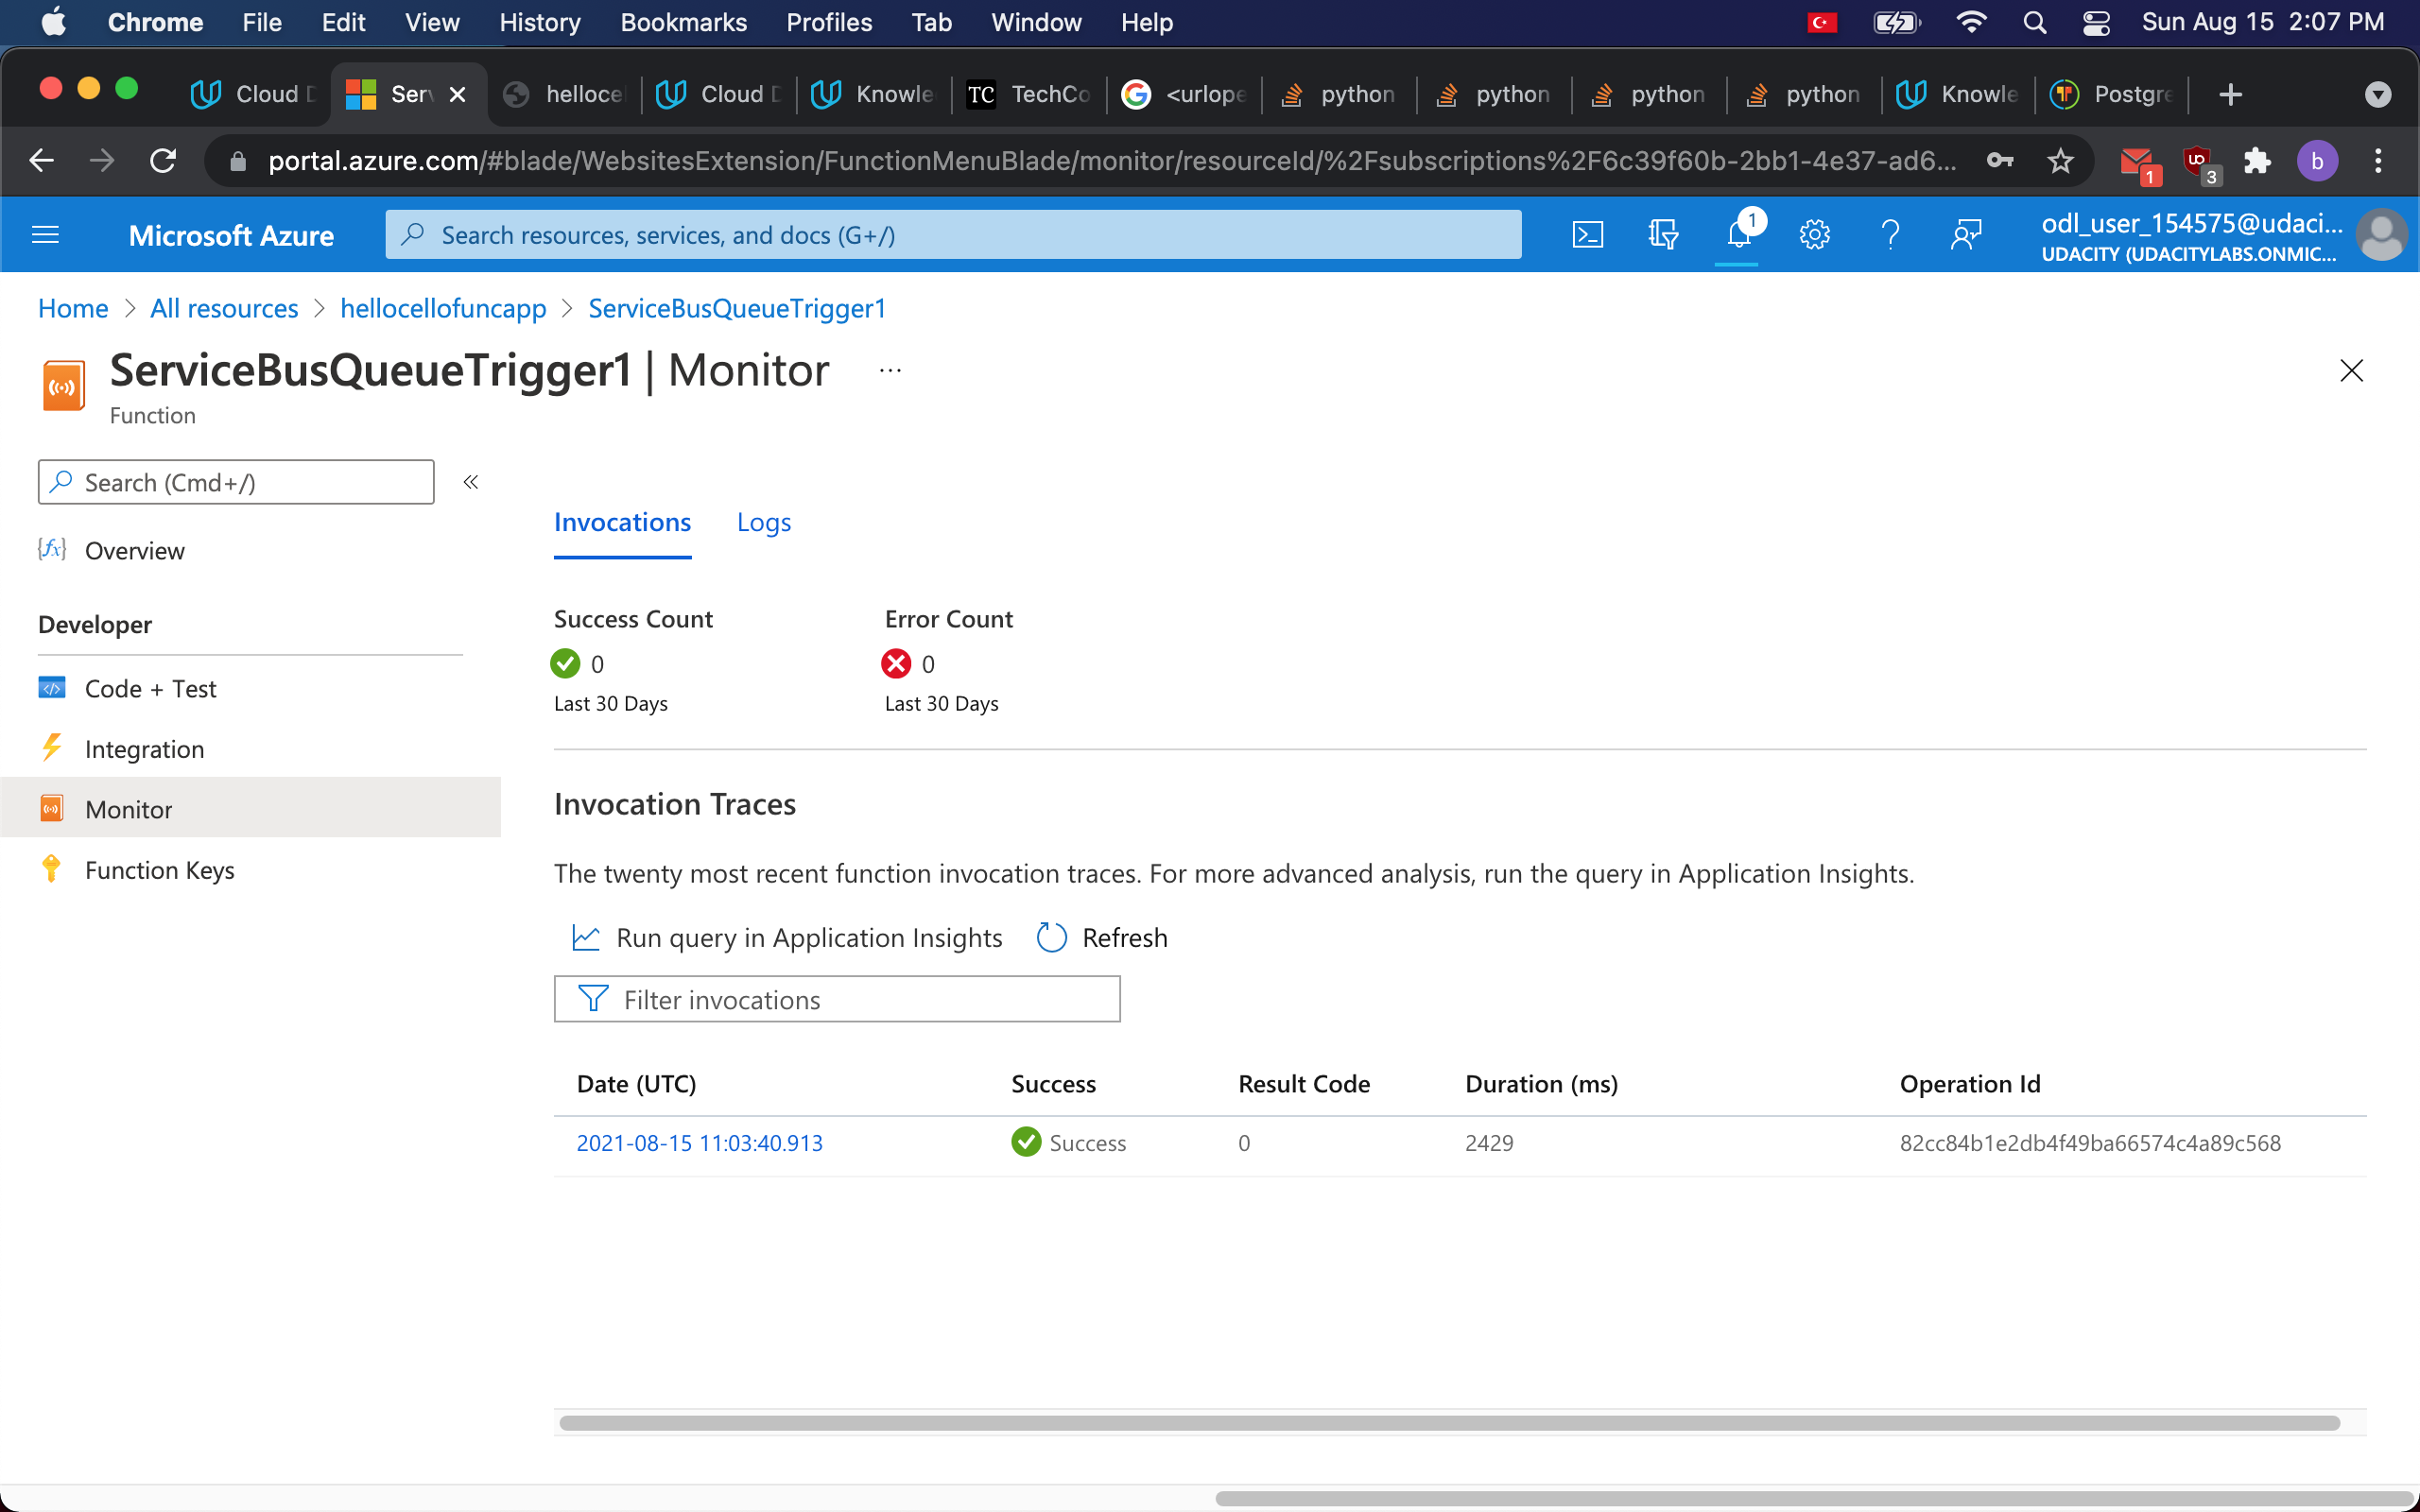 Chrome File Edit View History Bookmarks Profiles Tab Window Help Sun Aug 15 2:07 PM
Cloud D Serv hellocel Cloud D Knowle TC TechCo <urlope python python python python Knowle Postgre
portal.azure.com/#blade/WebsitesExtension/FunctionMenuBlade/monitor/resourceId/%2Fsubscriptions%2F6c39f60b-2bb1-4e37-ad6... 1 3 b
Microsoft Azure Search resources, services, and docs (G+/) 1 odl_user_154575@udaci...
UDACITY (UDACITYLABS.ONMIC...
Home > All resources > hellocellofuncapp > ServiceBusQueueTrigger1
ServiceBusQueueTrigger1 | Monitor ...
Function
Search (Cmd+/) «
Overview
Developer
Code + Test
Integration
Monitor
Function Keys
Invocations Logs
Success Count Error Count
0 0
Last 30 Days Last 30 Days
Invocation Traces
The twenty most recent function invocation traces. For more advanced analysis, run the query in Application Insights.
Run query in Application Insights Refresh
Filter invocations
Date (UTC) Success Result Code Duration (ms) Operation Id
2021-08-15 11:03:40.913 Success 0 2429 82cc84b1e2db4f49ba66574c4a89c568